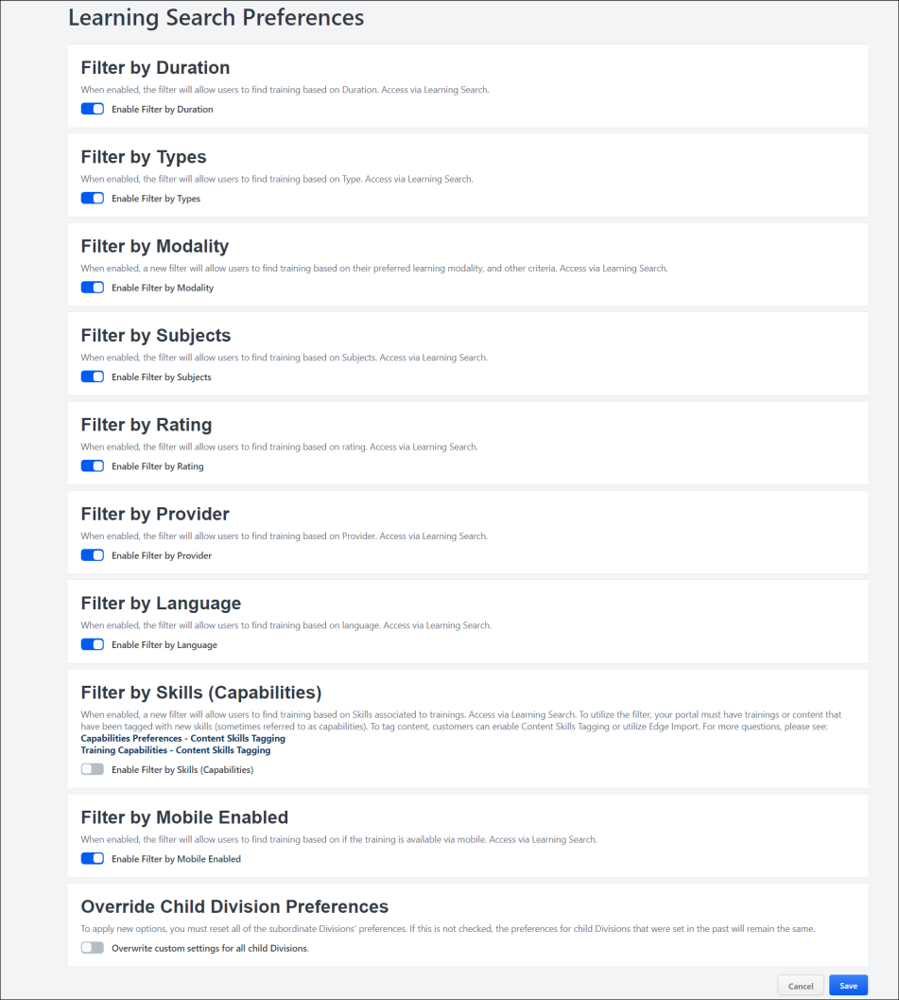 Learning Search Preferences
Filter by Duration
When enabled, the filter will allow users to find training based on Duration. Access via Learning Search.
Enable Filter by Duration
Filter by Types
When enabled, the filter will allow users to find training based on Type. Access via Learning Search.
Enable Filter by Types
Filter by Modality
When enabled, a new filter will allow users to find training based on their preferred learning modality, and other criteria. Access via Learning Search.
Enable Filter by Modality
Filter by Subjects
When enabled, the filter will allow users to find training based on Subjects. Access via Learning Search.
Enable Filter by Subjects
Filter by Rating
When enabled, the filter will allow users to find training based on rating. Access via Learning Search.
Enable Filter by Rating
Filter by Provider
When enabled, the filter will allow users to find training based on Provider. Access via Learning Search.
Enable Filter by Provider
Filter by Language
When enabled, the filter will allow users to find training based on language. Access via Learning Search.
Enable Filter by Language
Filter by Skills (Capabilities)
When enabled, a new filter will allow users to find training based on Skills associated to trainings. Access via Learning Search. To utilize the filter, your portal must have trainings or content that
have been tagged with new skills (sometimes referred to as capabilities). To tag content, customers can enable Content Skills Tagging or utilize Edge Import. For more questions, please see:
Capabilities Preferences - Content Skills Tagging
Training Capabilities - Content Skills Tagging
Enable Filter by Skills (Capabilities)
Filter by Mobile Enabled
When enabled, the filter will allow users to find training based on if the training is available via mobile. Access via Learning Search.
Enable Filter by Mobile Enabled
Override Child Division Preferences
To apply new options, you must reset all of the subordinate Divisions' preferences. If this is not checked, the preferences for child Divisions that were set in the past will remain the same.
Overwrite custom settings for all child Divisions.
Cancel Save